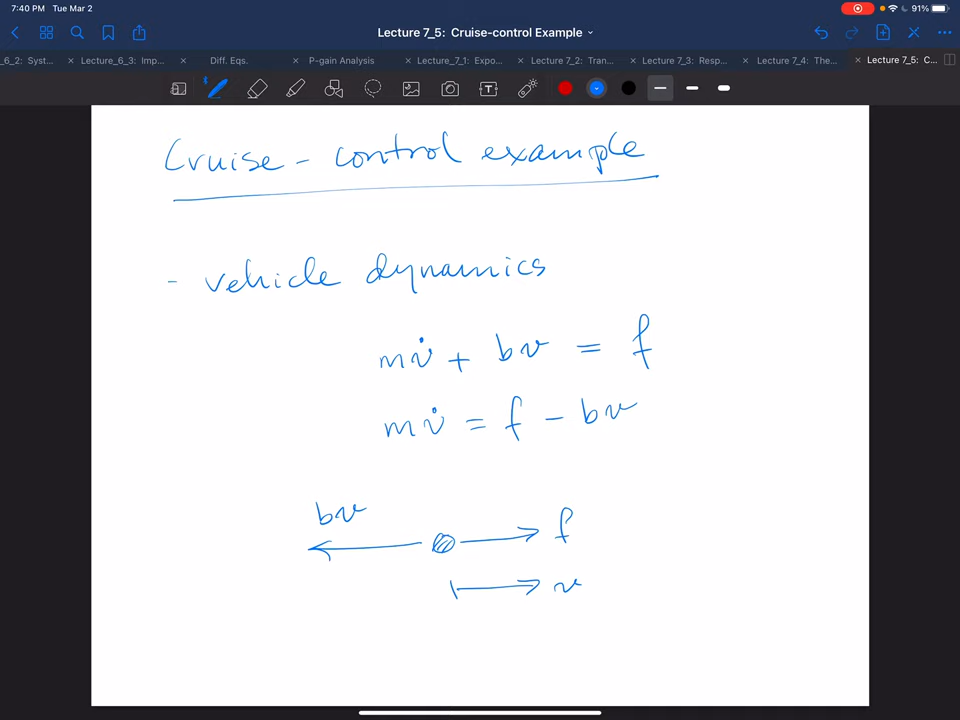 7:40 PM Tue Mar 2
91%
Lecture 7_5: Cruise-control Example
_6_2: Syst...
Lecture_6_3: Imp...
Diff. Eqs.
P-gain Analysis
Lecture_7_1: Expo...
Lecture 7_2: Tran...
Lecture 7_3: Resp...
Lecture 7_4: The...
Lecture 7_5: C...
T
Cruise - control example
- vehicle dynamics
mv̇ + bv = f
mv̇ = f - bv
bv
f
v